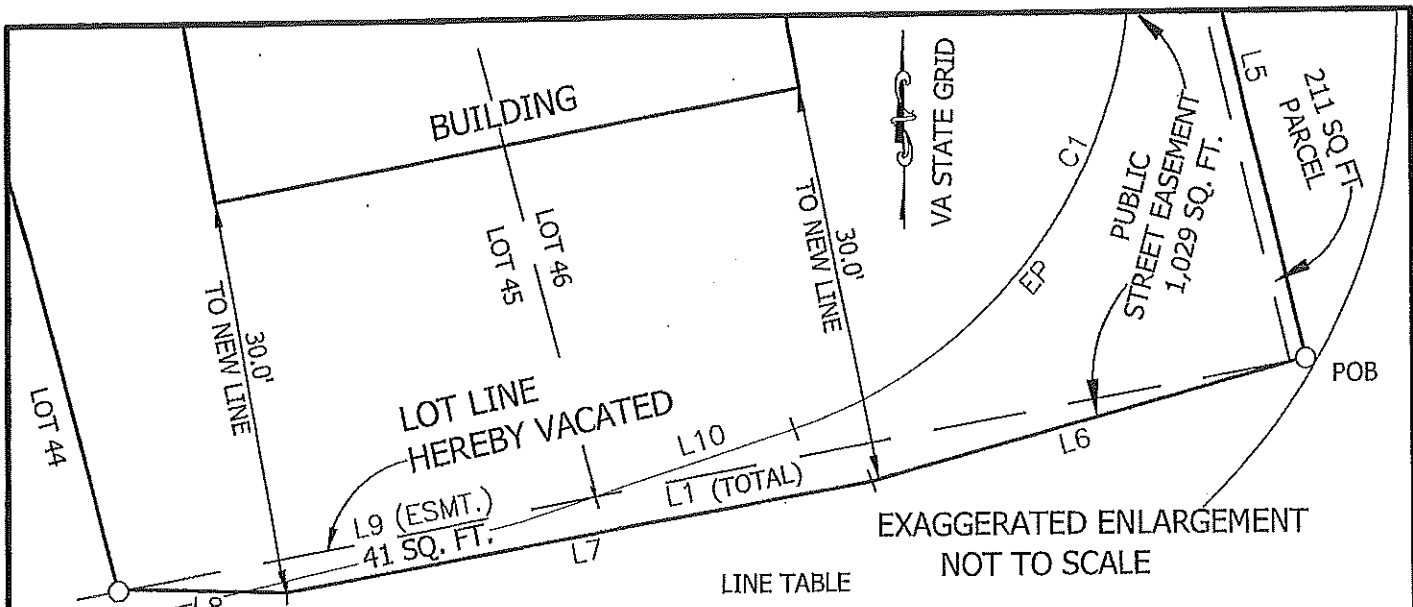 BUILDING
VA STATE GRID
L5
211 SQ FT
PARCEL
C1
PUBLIC
STREET EASEMENT
1,029 SQ. FT.
LOT 46
LOT 45
EP
30.0'
TO NEW LINE
30.0'
TO NEW LINE
LOT 44
POB
LOT LINE
HEREBY VACATED
L10
L6
L1 (TOTAL)
L9 (ESMT.)
41 SQ. FT.
L7
L8
EXAGGERATED ENLARGEMENT
NOT TO SCALE
LINE TABLE